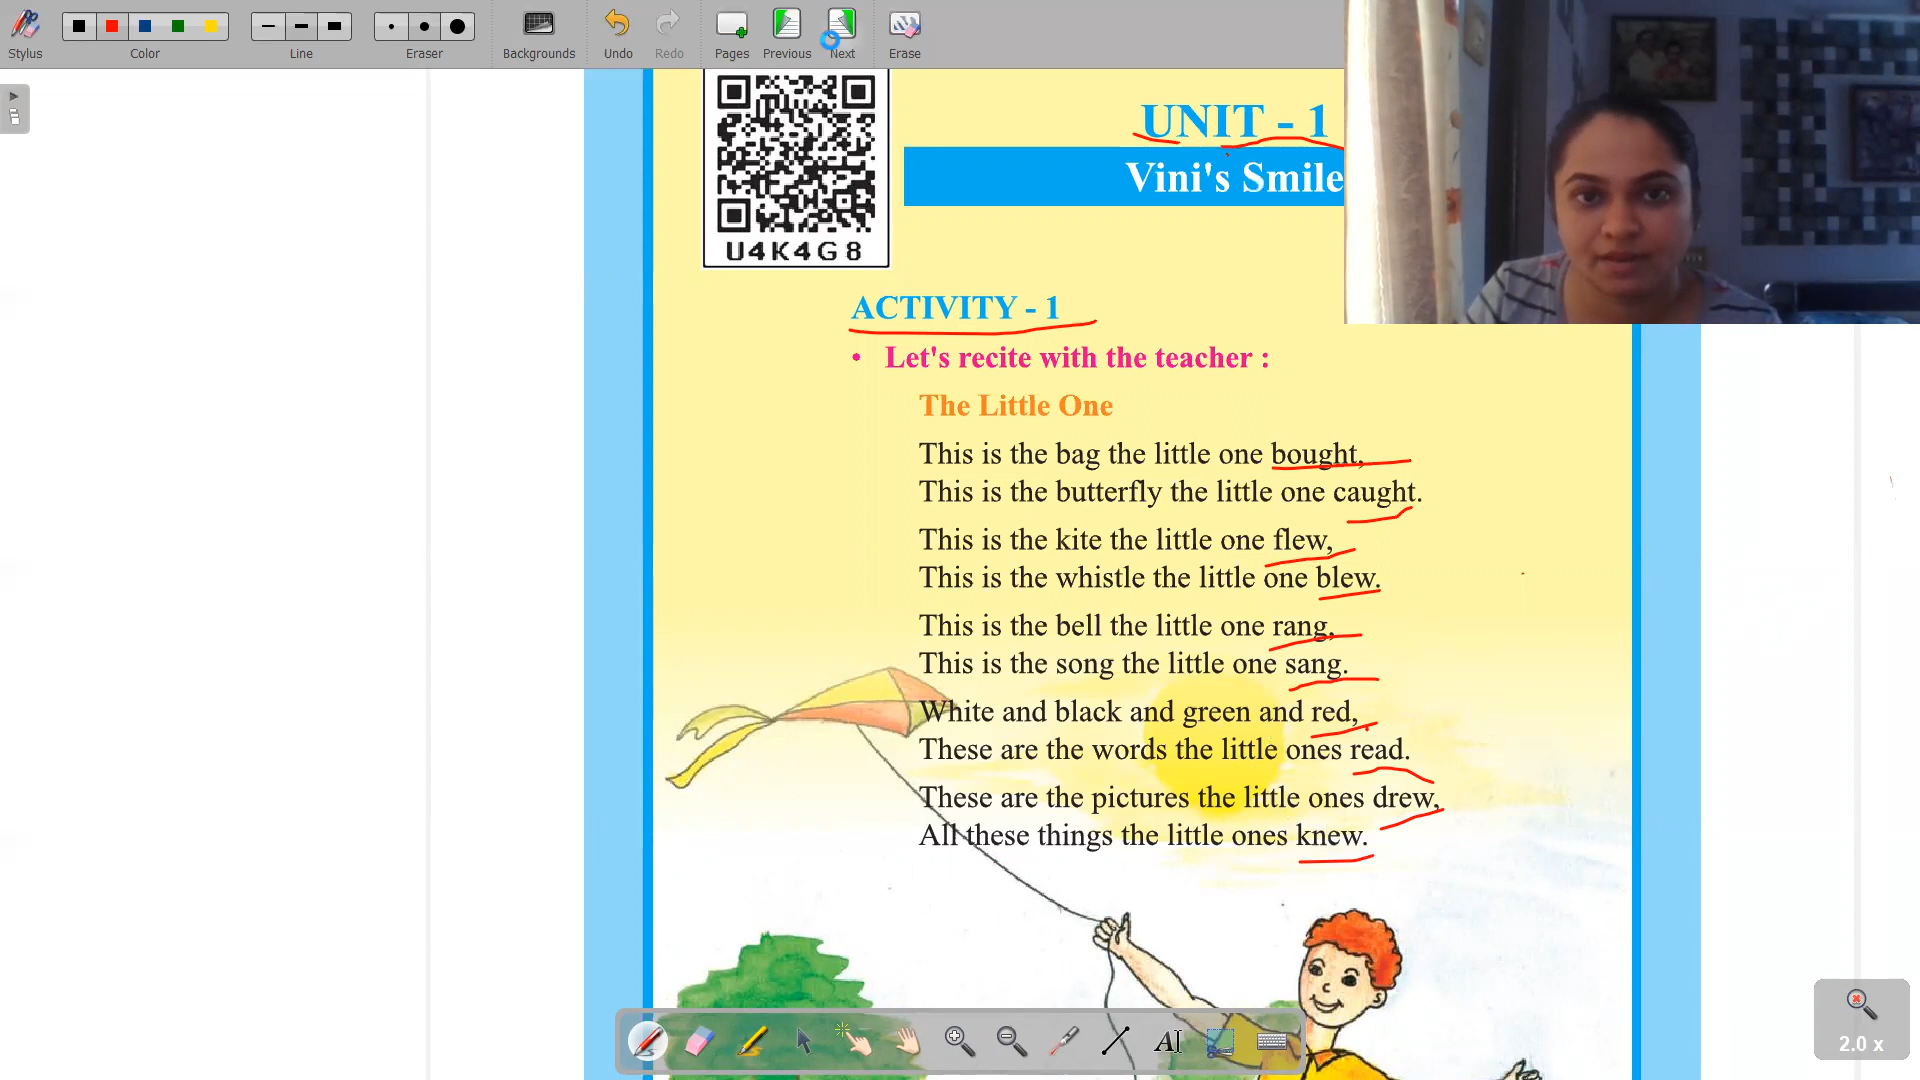 Stylus
Color
Line
Eraser
Backgrounds
Undo
Redo
Pages
Previous
Next
Erase
U4K4G8
UNIT - 1
Vini's Smile
ACTIVITY - 1
• Let's recite with the teacher :
The Little One
This is the bag the little one bought,
This is the butterfly the little one caught.
This is the kite the little one flew,
This is the whistle the little one blew.
This is the bell the little one rang,
This is the song the little one sang.
White and black and green and red,
These are the words the little ones read.
These are the pictures the little ones drew,
All these things the little ones knew.
2.0 x